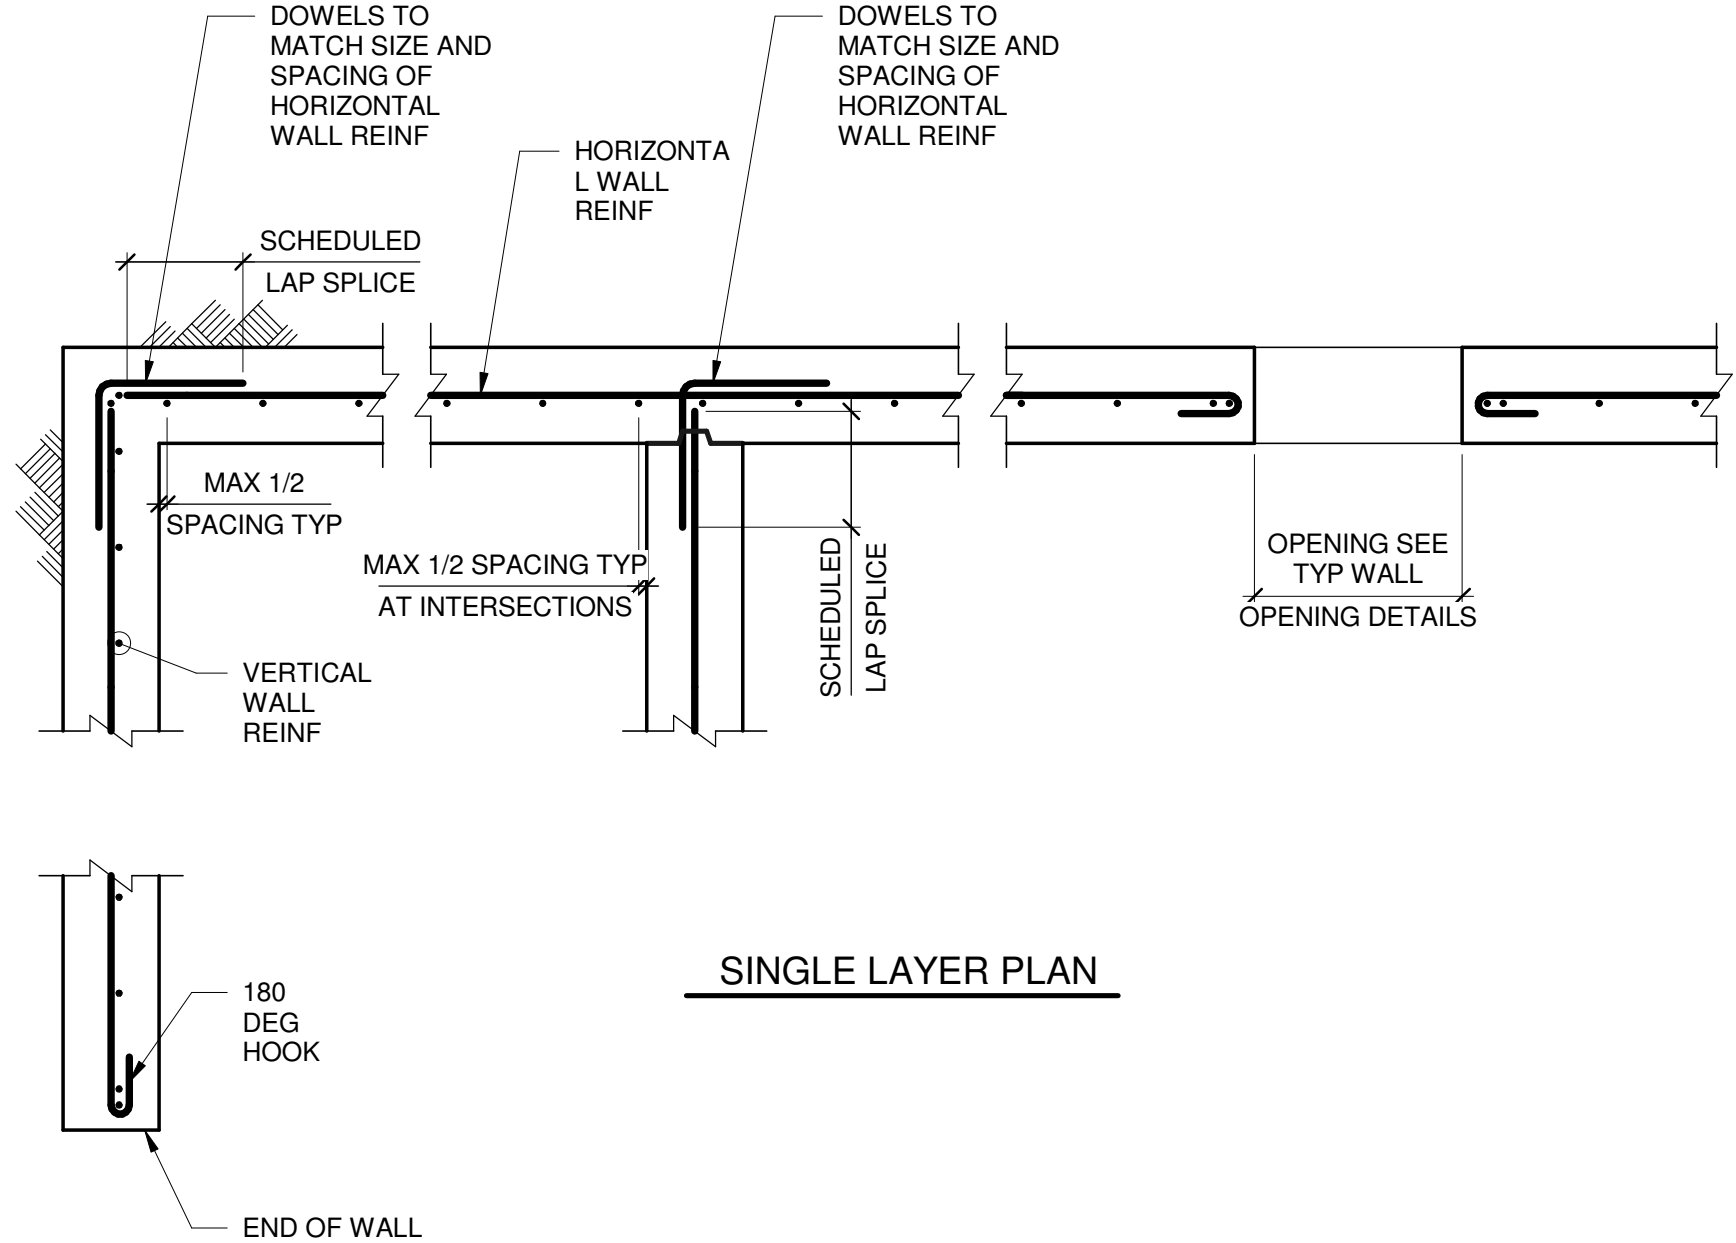 DOWELS TO
MATCH SIZE AND
SPACING OF
HORIZONTAL
WALL REINF
DOWELS TO
MATCH SIZE AND
SPACING OF
HORIZONTAL
WALL REINF
HORIZONTA
L WALL
REINF
SCHEDULED
LAP SPLICE
MAX 1/2
SPACING TYP
MAX 1/2 SPACING TYP
AT INTERSECTIONS
SCHEDULED
LAP SPLICE
OPENING SEE
TYP WALL
OPENING DETAILS
VERTICAL
WALL
REINF
180
DEG
HOOK
SINGLE LAYER PLAN
END OF WALL